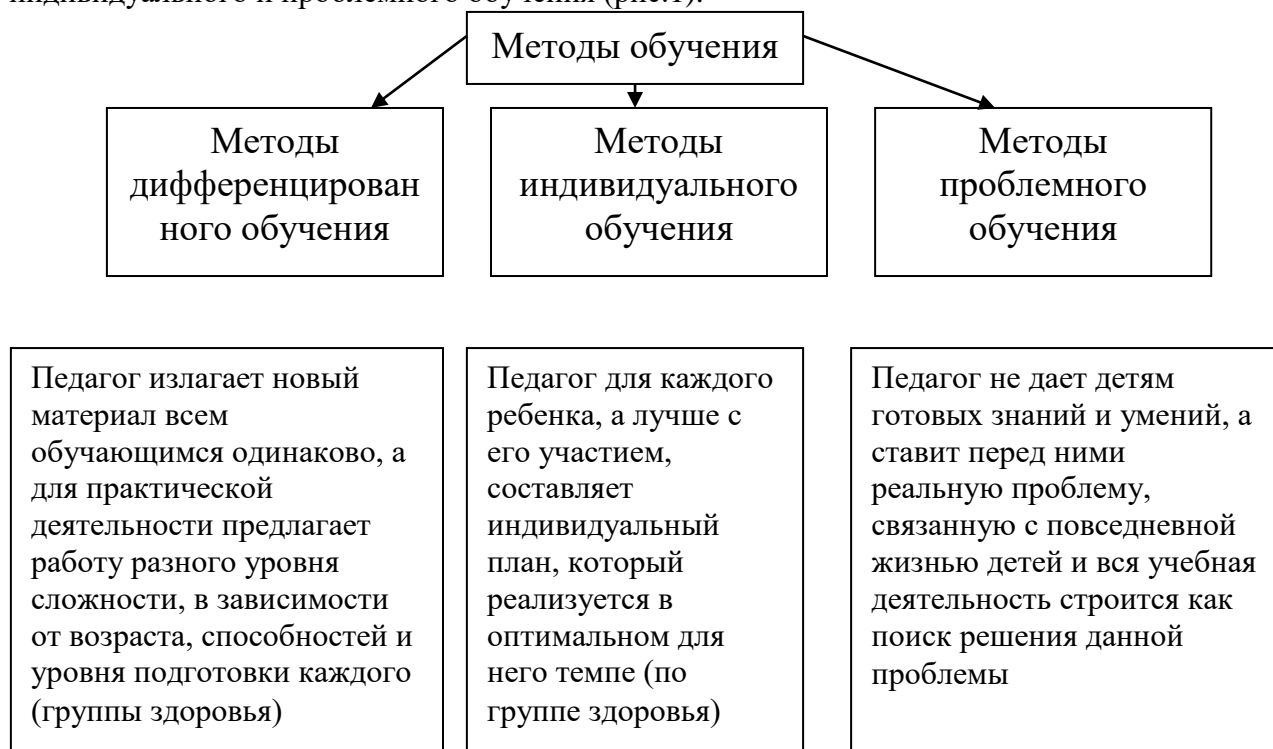 индивидуального и проблемного обучения (рис.1).
Методы обучения
Методы
дифференцирован
ного обучения
Методы
индивидуального
обучения
Методы
проблемного
обучения
Педагог излагает новый
материал всем
обучающимся одинаково, а
для практической
деятельности предлагает
работу разного уровня
сложности, в зависимости
от возраста, способностей и
уровня подготовки каждого
(группы здоровья)
Педагог для каждого
ребенка, а лучше с
его участием,
составляет
индивидуальный
план, который
реализуется в
оптимальном для
него темпе (по
группе здоровья)
Педагог не дает детям
готовых знаний и умений, а
ставит перед ними
реальную проблему,
связанную с повседневной
жизнью детей и вся учебная
деятельность строится как
поиск решения данной
проблемы